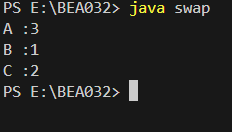 PS E:\BEA032> java swap
A :3
B :1
C :2
PS E:\BEA032>